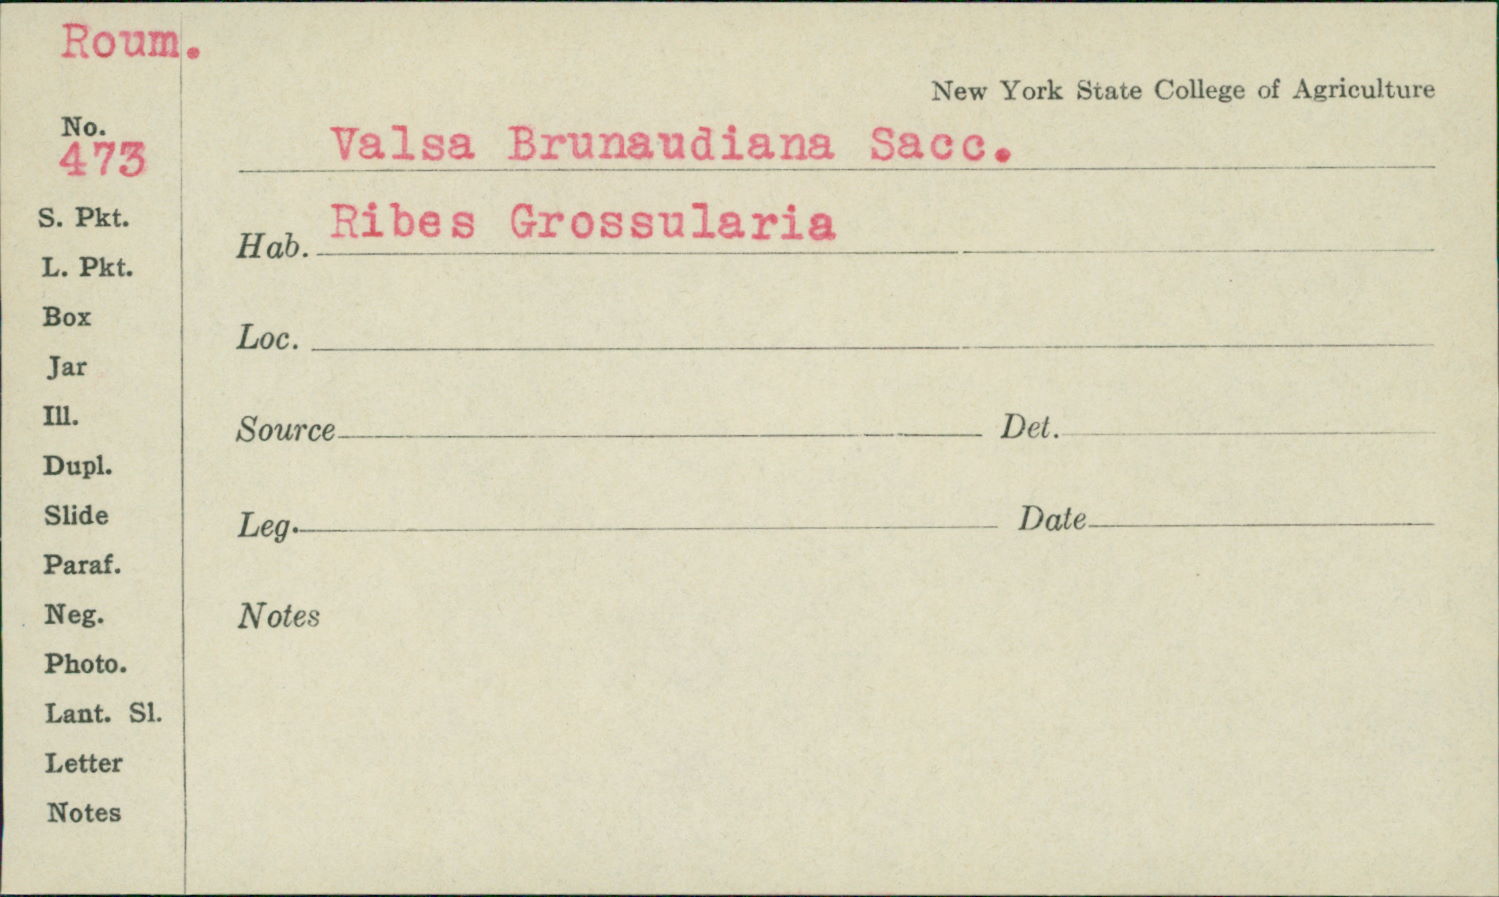 Roum.
New York State College of Agriculture
No.
473
Valsa Brunaudiana Sacc.
S. Pkt.
Hab. Ribes Grossularia
L. Pkt.
Box
Loc.
Jar
Ill.
Source Det.
Dupl.
Slide
Leg. Date
Paraf.
Neg.
Notes
Photo.
Lant. Sl.
Letter
Notes